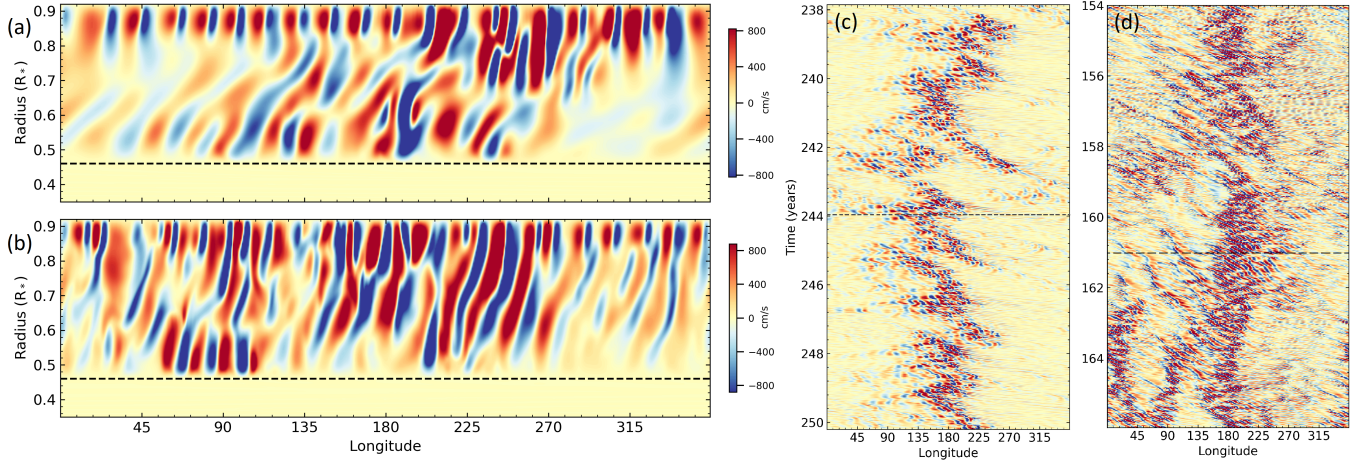 (a)
0.9
0.8
0.7
0.6
0.5
0.4
Radius (R*)
800
400
0
−400
−800
cm/s
(b)
0.9
0.8
0.7
0.6
0.5
0.4
Radius (R*)
45 90 135 180 225 270 315
Longitude
800
400
0
−400
−800
cm/s
(c)
238
240
242
244
246
248
250
Time (years)
45 90 135 180 225 270 315
Longitude
(d)
154
156
158
160
162
164
45 90 135 180 225 270 315
Longitude